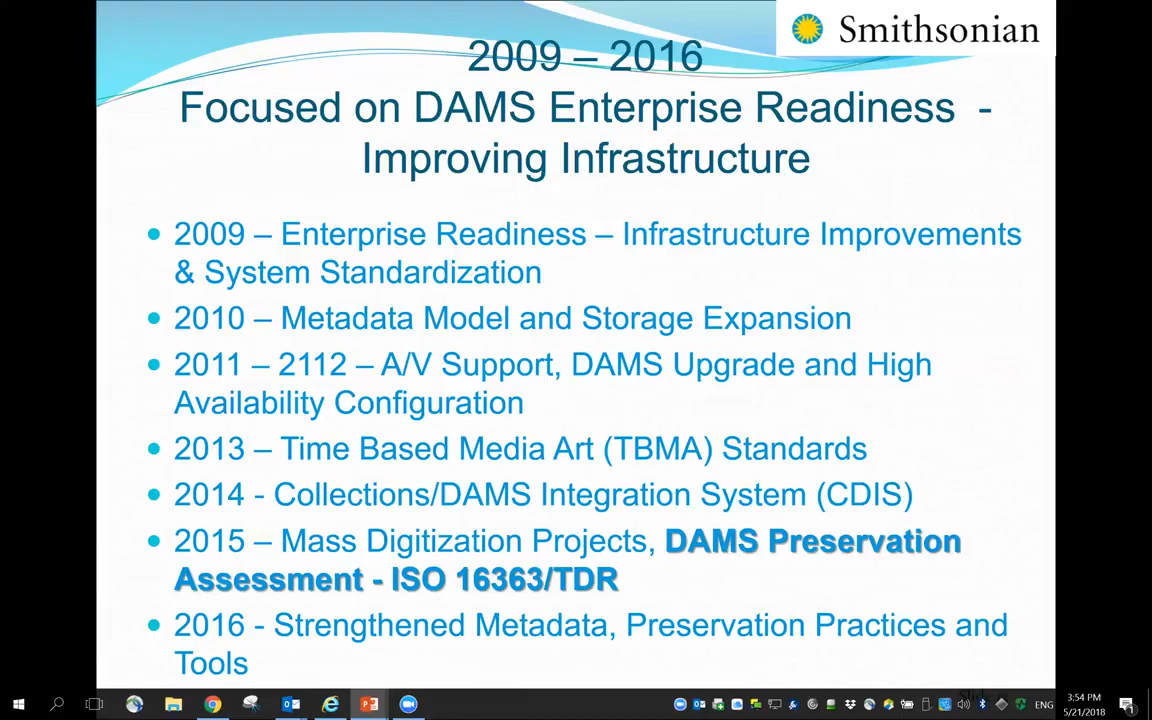 Smithsonian
2009 – 2016
Focused on DAMS Enterprise Readiness -
Improving Infrastructure
• 2009 – Enterprise Readiness – Infrastructure Improvements
& System Standardization
• 2010 – Metadata Model and Storage Expansion
• 2011 – 2112 – A/V Support, DAMS Upgrade and High
Availability Configuration
• 2013 – Time Based Media Art (TBMA) Standards
• 2014 - Collections/DAMS Integration System (CDIS)
• 2015 – Mass Digitization Projects, DAMS Preservation
Assessment - ISO 16363/TDR
• 2016 - Strengthened Metadata, Preservation Practices and
Tools
ENG
3:54 PM
5/21/2018